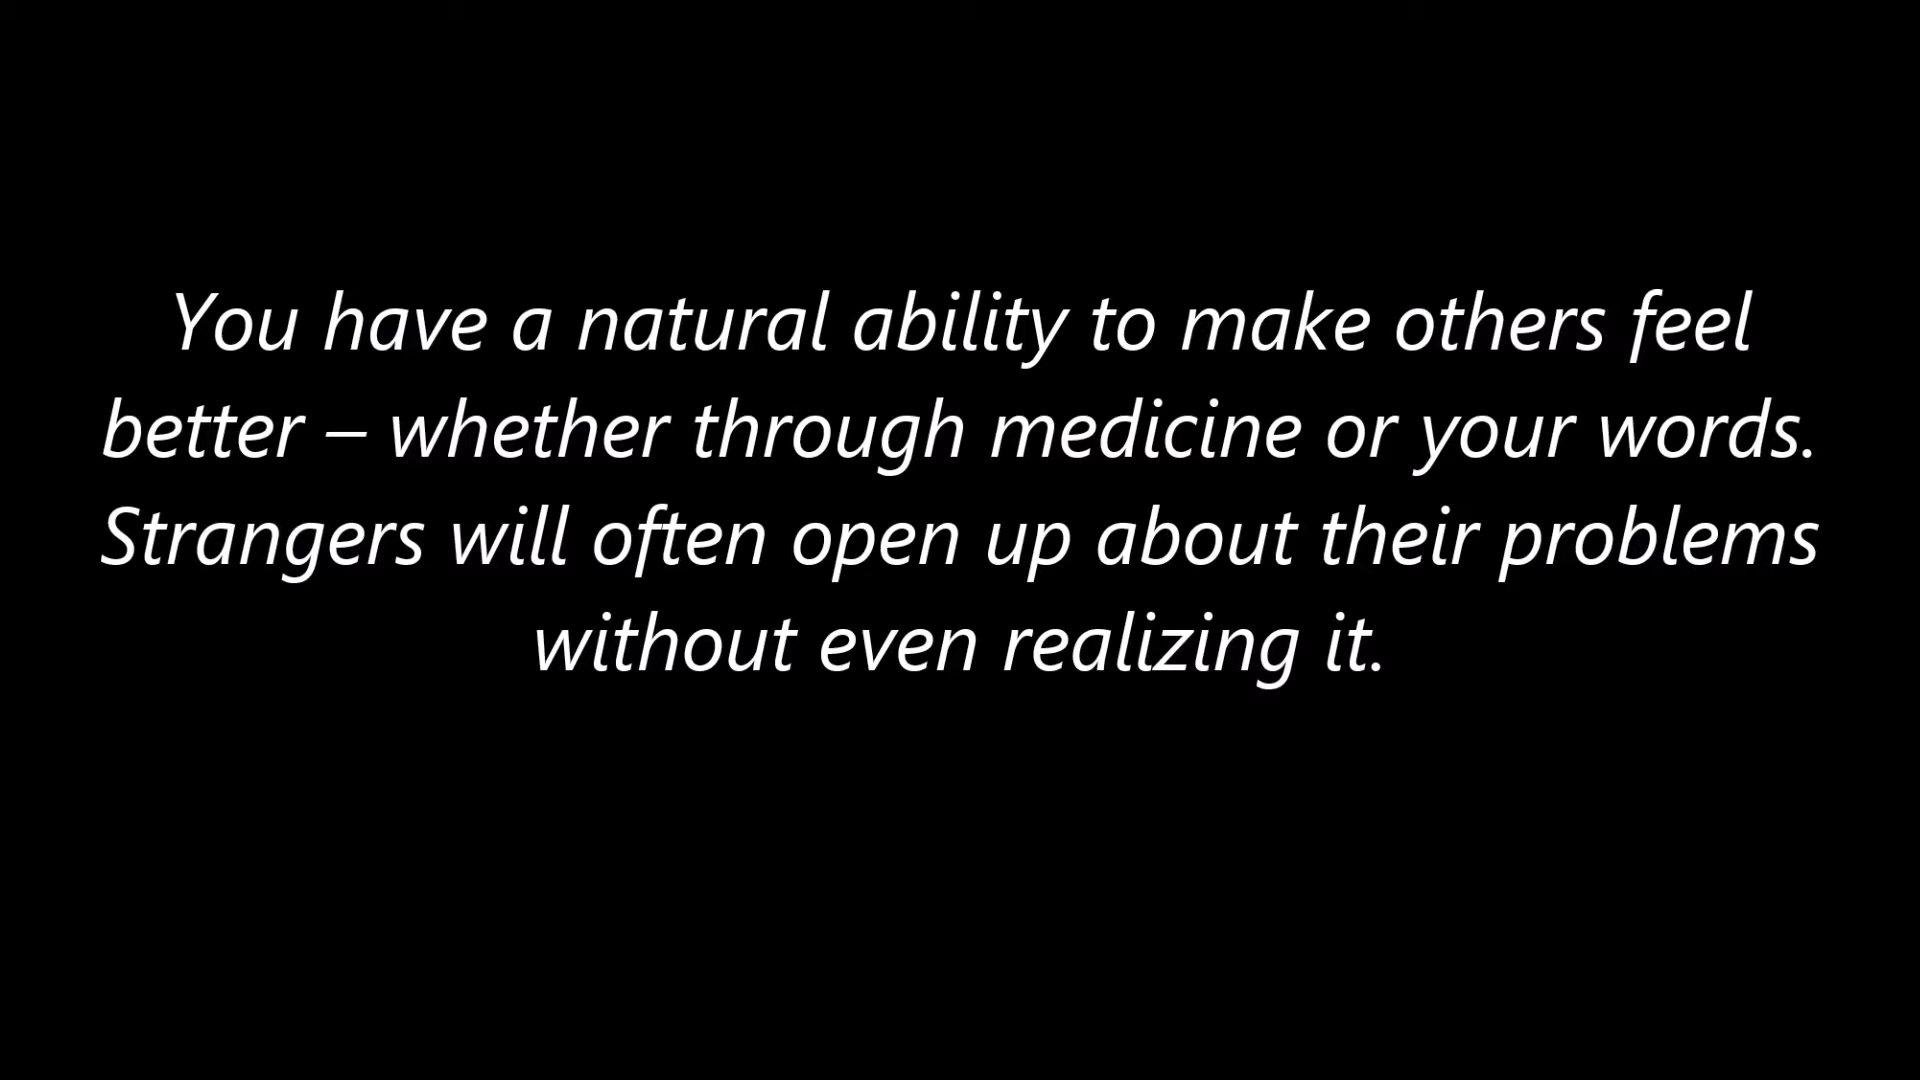 You have a natural ability to make others feel
better – whether through medicine or your words.
Strangers will often open up about their problems
without even realizing it.